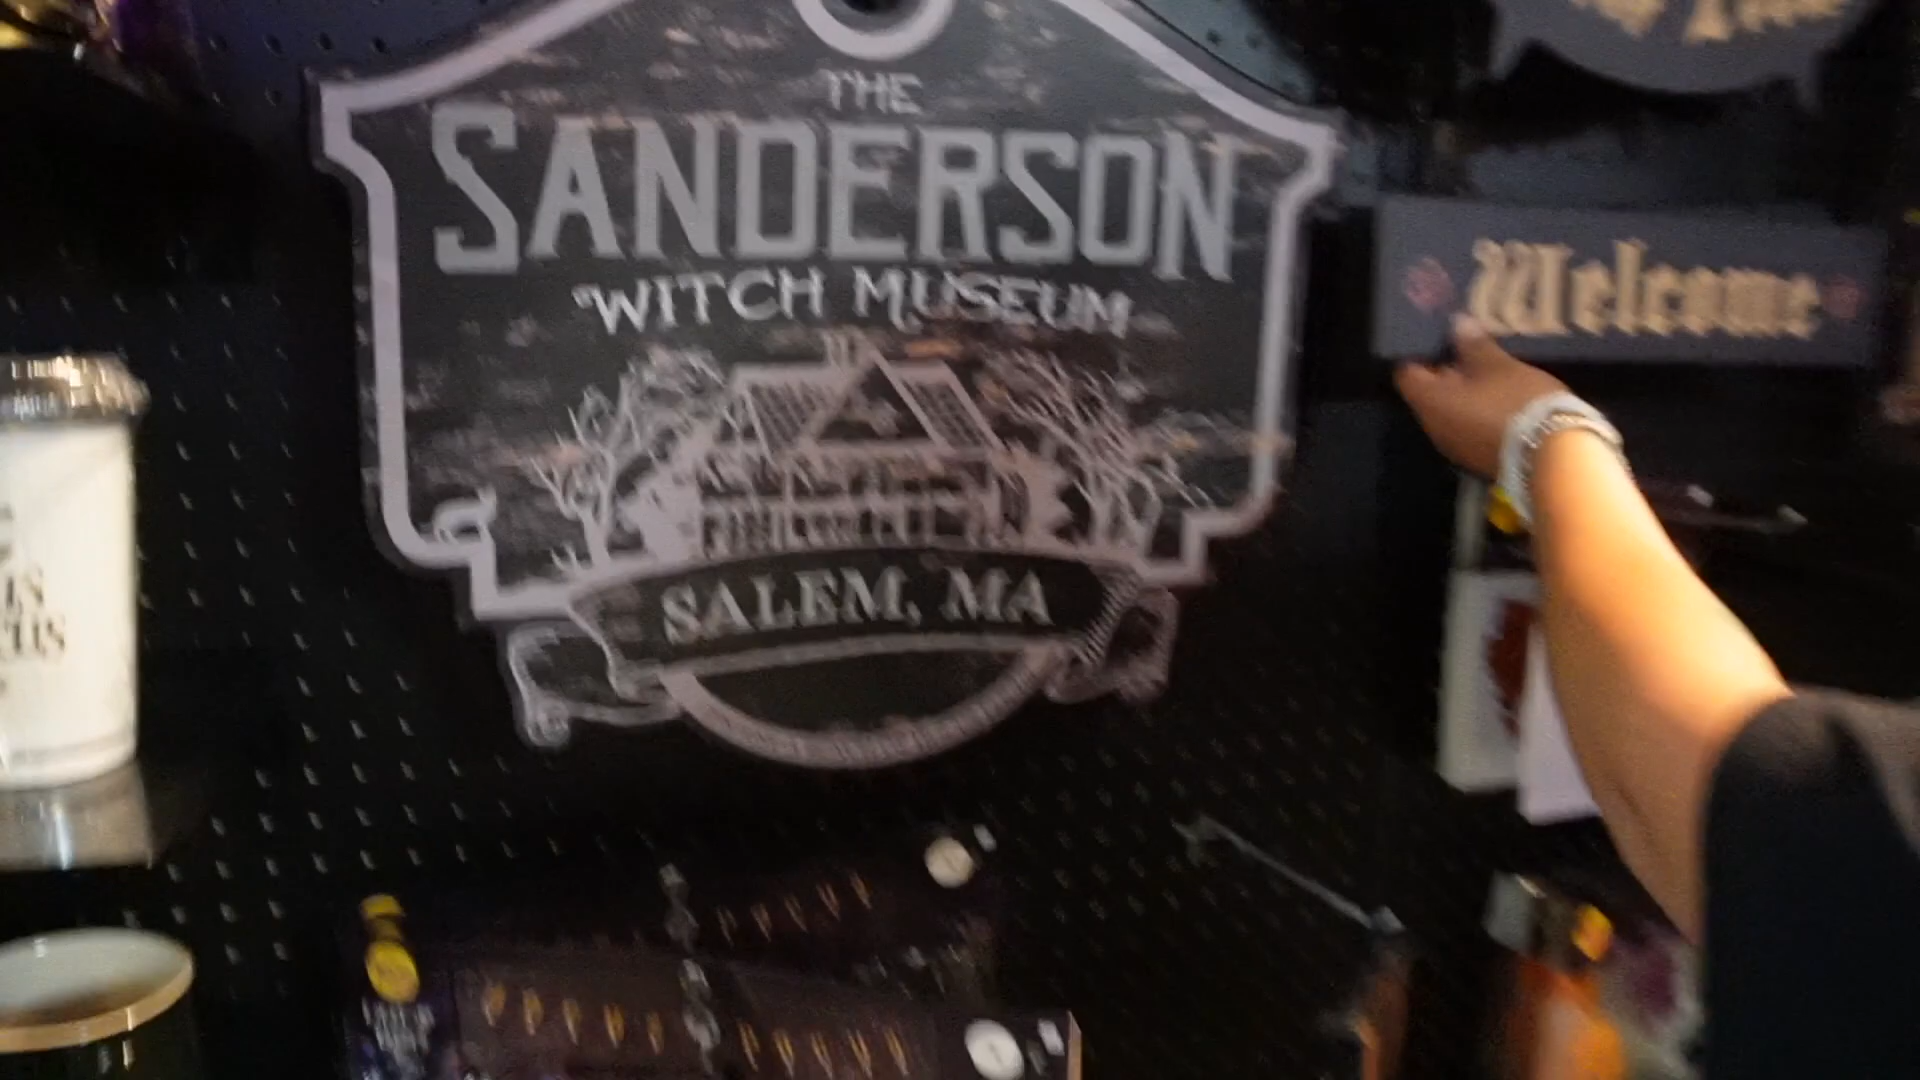 THE
SANDERSON
WITCH MUSEUM
SALEM, MA
Welcome